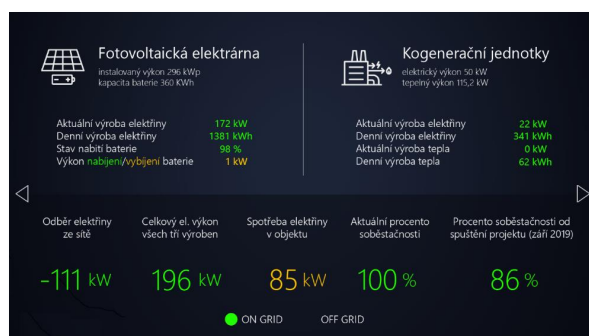 Fotovoltaická elektrárna
instalovaný výkon 296 kWp
kapacita baterie 360 KWh
Aktuální výroba elektřiny 172 kW
Denní výroba elektřiny 1381 kWh
Stav nabití baterie 98 %
Výkon nabíjení/vybíjení baterie 1 kW
Kogenerační jednotky
elektrický výkon 50 kW
tepelný výkon 115,2 kW
Aktuální výroba elektřiny 22 kW
Denní výroba elektřiny 341 kWh
Aktuální výroba tepla 0 kW
Denní výroba tepla 62 kWh
Odběr elektřiny
ze sítě
-111 kW
Celkový el. výkon
všech tří výroben
196 kW
Spotřeba elektřiny
v objektu
85 kW
Aktuální procento
soběstačnosti
100 %
Procento soběstačnosti od
spuštění projektu (září 2019)
86 %
ON GRID OFF GRID